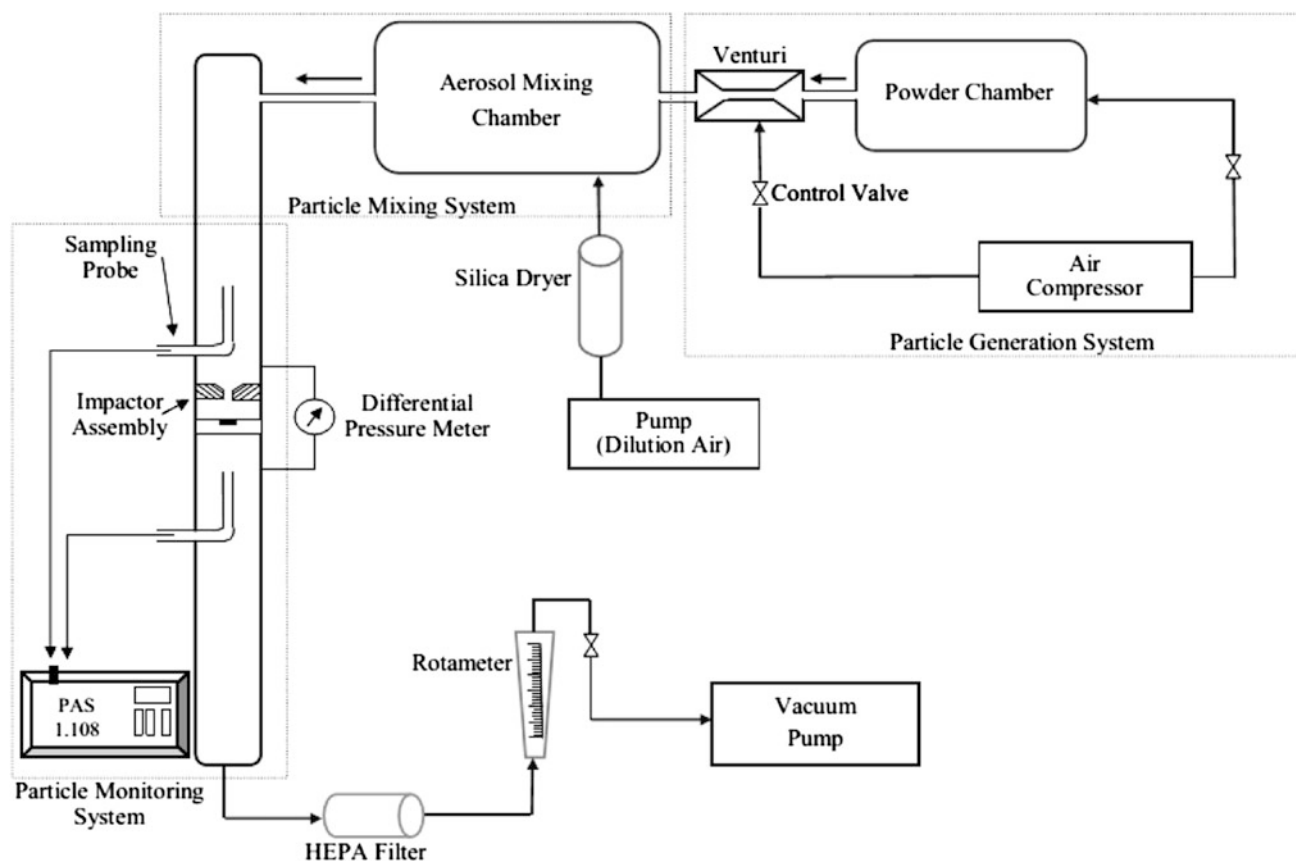 Venturi
Powder Chamber
Aerosol Mixing
Chamber
Control Valve
Particle Mixing System
Sampling
Probe
Silica Dryer
Air
Compressor
Particle Generation System
Impactor
Assembly
Differential
Pressure Meter
Pump
(Dilution Air)
Rotameter
PAS
1.108
Vacuum
Pump
Particle Monitoring
System
HEPA Filter